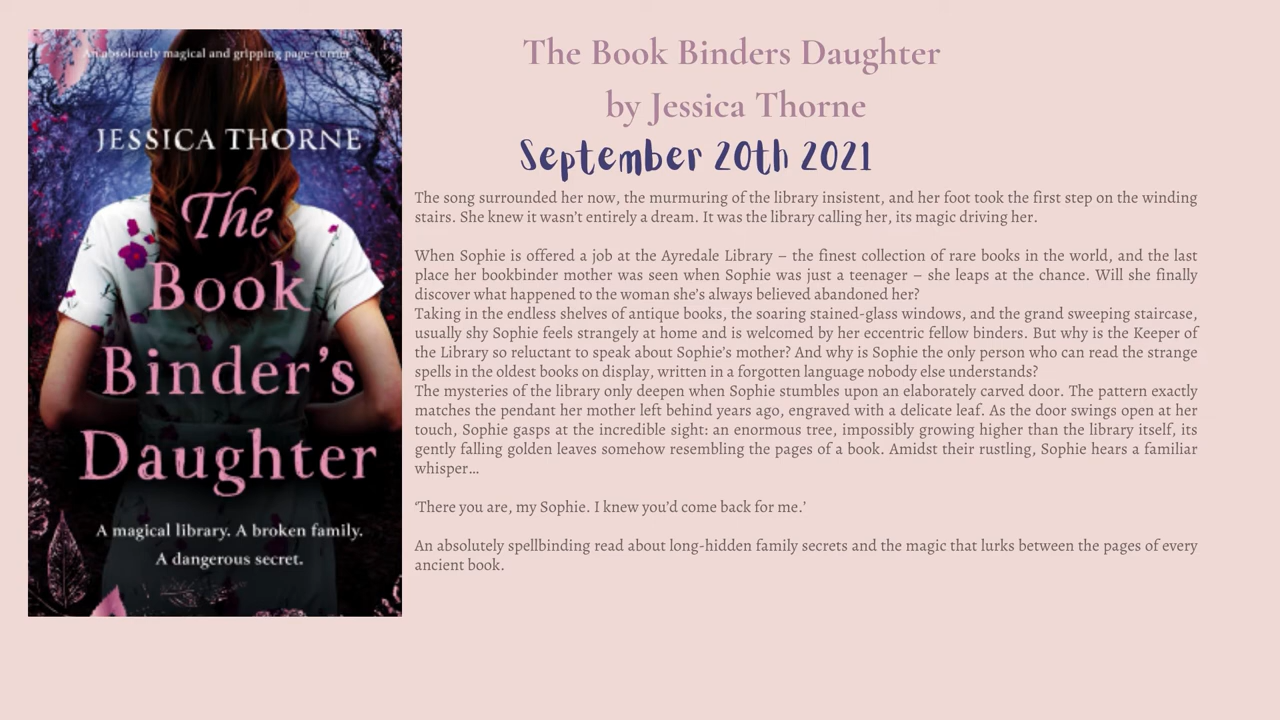 An absolutely magical and gripping page-turner
JESSICA THORNE
The
Book
Binder's
Daughter
A magical library. A broken family.
A dangerous secret.
The Book Binders Daughter
by Jessica Thorne
September 20th 2021
The song surrounded her now, the murmuring of the library insistent, and her foot took the first step on the winding
stairs. She knew it wasn't entirely a dream. It was the library calling her, its magic driving her.
When Sophie is offered a job at the Ayredale Library – the finest collection of rare books in the world, and the last
place her bookbinder mother was seen when Sophie was just a teenager – she leaps at the chance. Will she finally
discover what happened to the woman she's always believed abandoned her?
Taking in the endless shelves of antique books, the soaring stained-glass windows, and the grand sweeping staircase,
usually shy Sophie feels strangely at home and is welcomed by her eccentric fellow binders. But why is the Keeper of
the Library so reluctant to speak about Sophie's mother? And why is Sophie the only person who can read the strange
spells in the oldest books on display, written in a forgotten language nobody else understands?
The mysteries of the library only deepen when Sophie stumbles upon an elaborately carved door. The pattern exactly
matches the pendant her mother left behind years ago, engraved with a delicate leaf. As the door swings open at her
touch, Sophie gasps at the incredible sight: an enormous tree, impossibly growing higher than the library itself, its
gently falling golden leaves somehow resembling the pages of a book. Amidst their rustling, Sophie hears a familiar
whisper…
‘There you are, my Sophie. I knew you'd come back for me.’
An absolutely spellbinding read about long-hidden family secrets and the magic that lurks between the pages of every
ancient book.